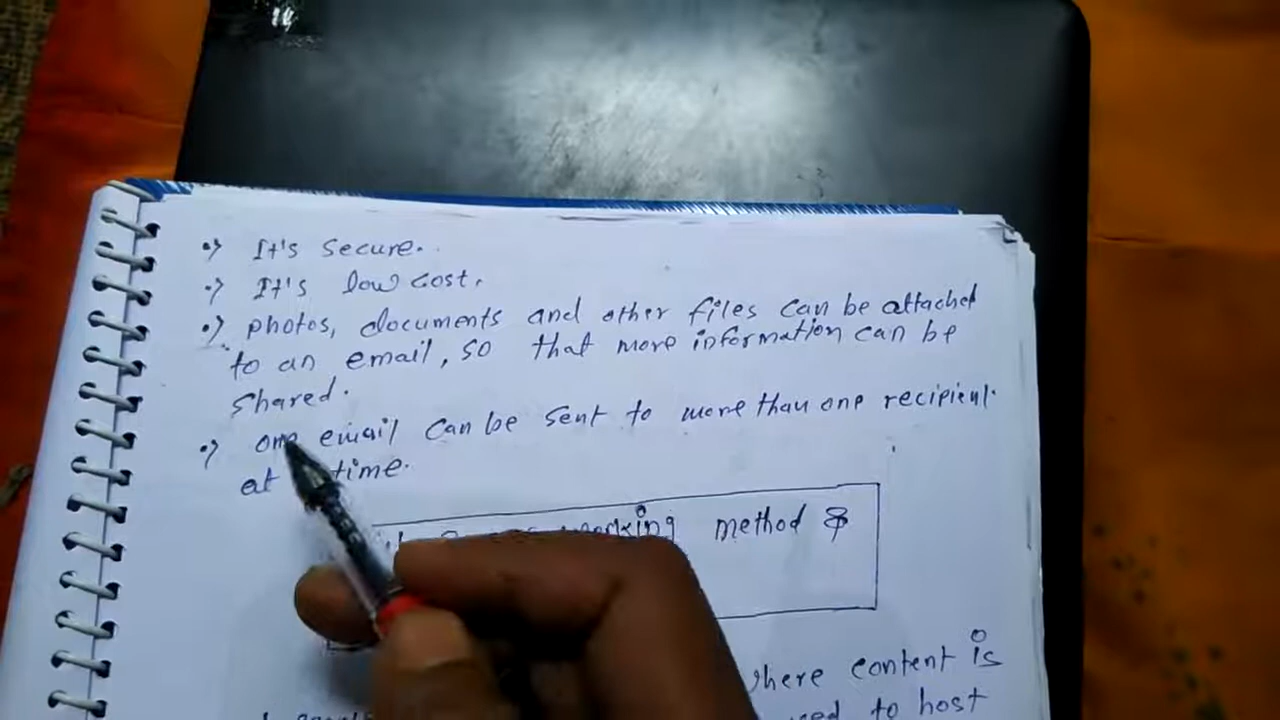 •⟩ It's secure.
•⟩ It's low cost.
•⟩ photos, documents and other files can be attached
to an email, so that more information can be
shared.
•⟩ one email can be sent to more than one recipient.
at time.
working method &
where content is
to host